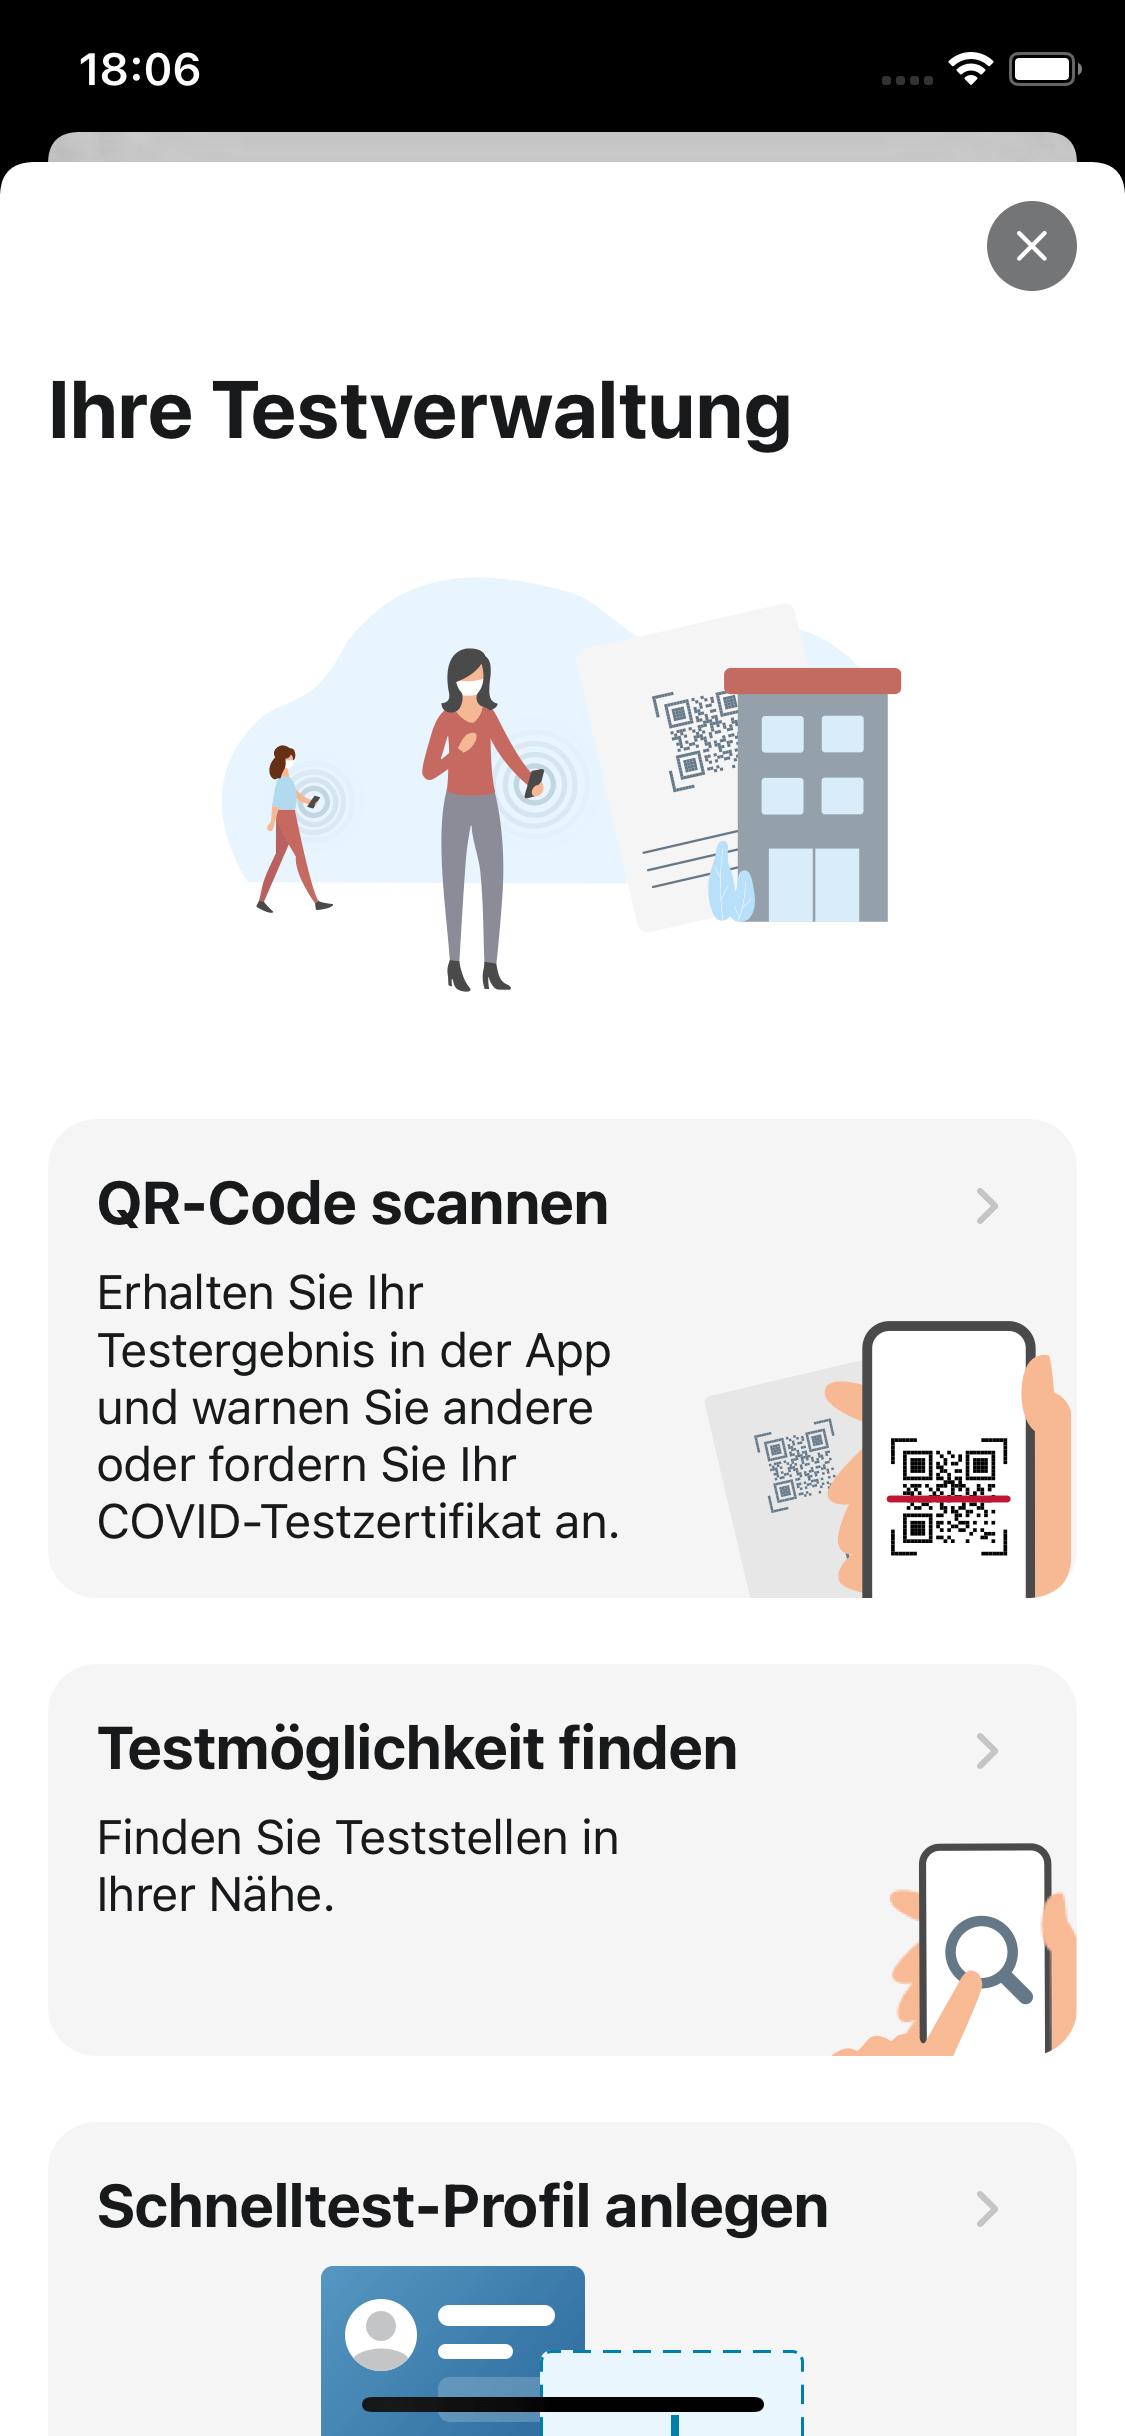 18:06
Ihre Testverwaltung
QR-Code scannen
Erhalten Sie Ihr
Testergebnis in der App
und warnen Sie andere
oder fordern Sie Ihr
COVID-Testzertifikat an.
Testmöglichkeit finden
Finden Sie Teststellen in
Ihrer Nähe.
Schnelltest-Profil anlegen